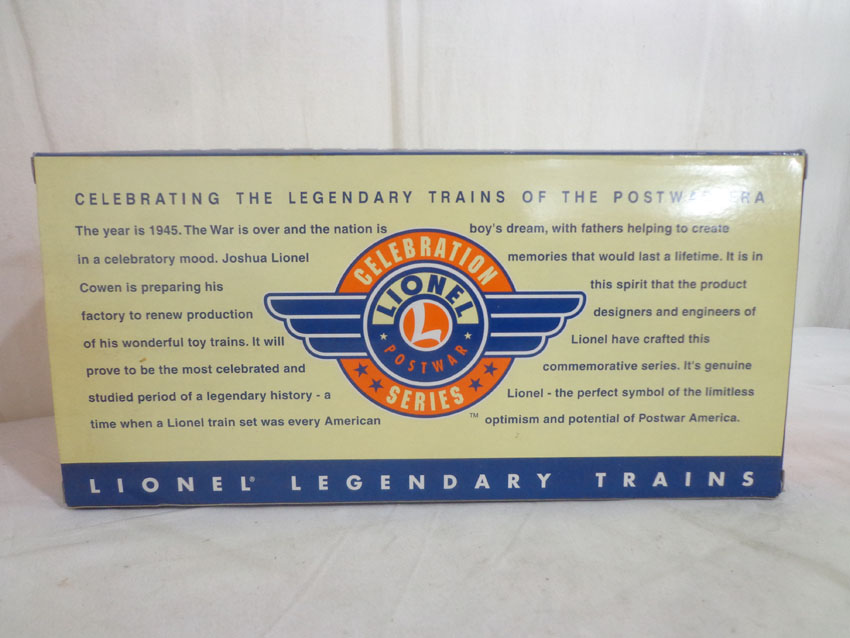 CELEBRATING THE LEGENDARY TRAINS OF THE POSTWAR ERA
The year is 1945. The War is over and the nation is
in a celebratory mood. Joshua Lionel
Cowen is preparing his
factory to renew production
of his wonderful toy trains. It will
prove to be the most celebrated and
studied period of a legendary history - a
time when a Lionel train set was every American
CELEBRATION
LIONEL
L
POSTWAR
SERIES
™
boy's dream, with fathers helping to create
memories that would last a lifetime. It is in
this spirit that the product
designers and engineers of
Lionel have crafted this
commemorative series. It's genuine
Lionel - the perfect symbol of the limitless
optimism and potential of Postwar America.
LIONEL® LEGENDARY TRAINS